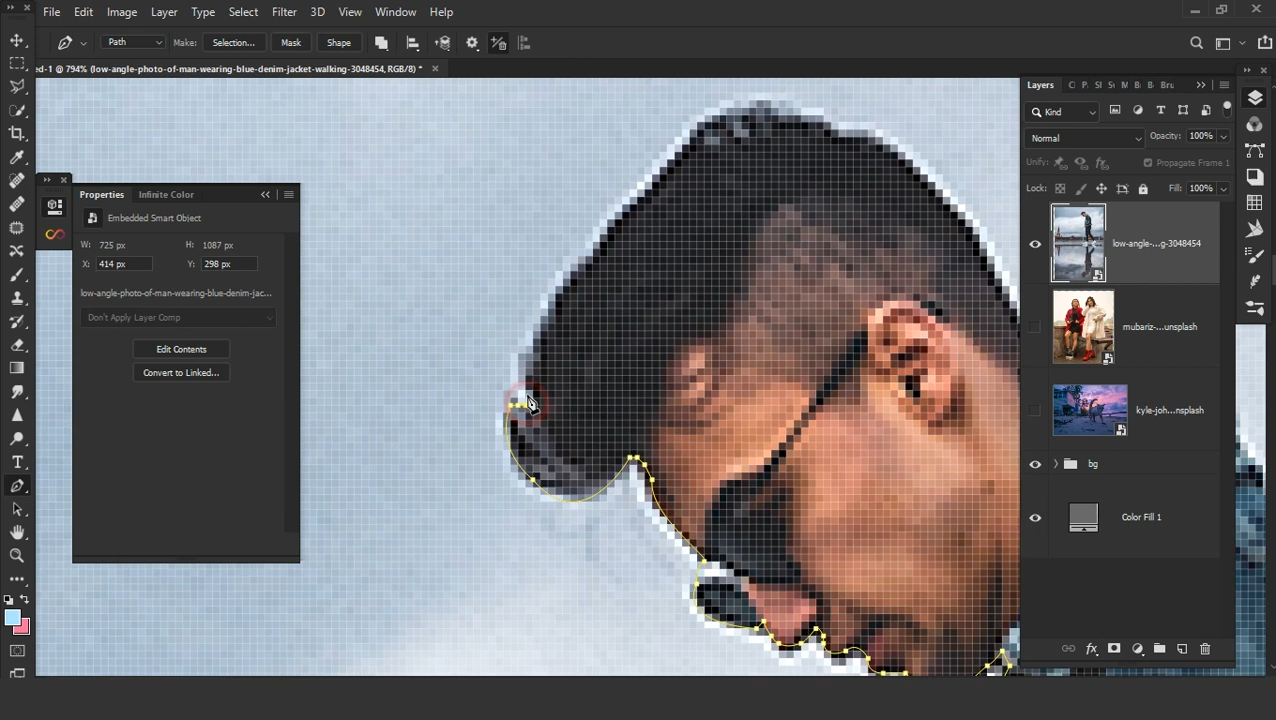 File Edit Image Layer Type Select Filter 3D View Window Help
Path Make: Selection... Mask Shape
ed-1 @ 794% (low-angle-photo-of-man-wearing-blue-denim-jacket-walking-3048454, RGB/8) *
Layers
Bru
Kind
Normal Opacity: 100%
Unify: Propagate Frame 1
Lock: Fill: 100%
low-angle-...g-3048454
mubariz-...unsplash
kyle-joh...nsplash
bg
Color Fill 1
Properties Infinite Color
Embedded Smart Object
W: 725 px H: 1087 px
X: 414 px Y: 298 px
low-angle-photo-of-man-wearing-blue-denim-jac...
Don't Apply Layer Comp
Edit Contents
Convert to Linked...